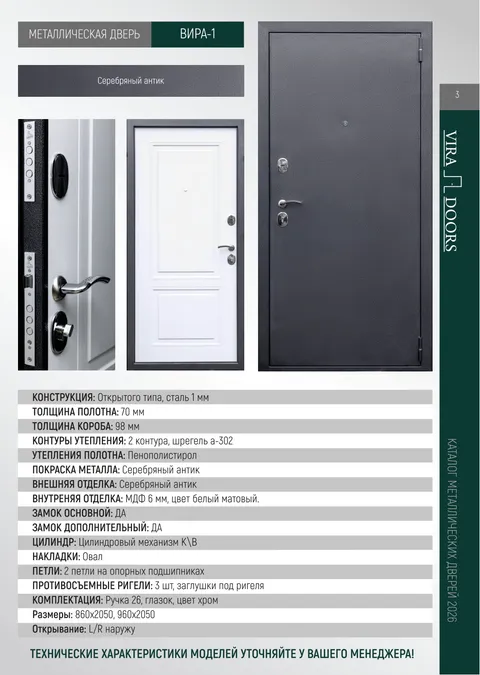 МЕТАЛЛИЧЕСКАЯ ДВЕРЬ
ВИРА-1
Серебряный антик
3
VIRA DOORS
КАТАЛОГ МЕТАЛЛИЧЕСКИХ ДВЕРЕЙ 2026
КОНСТРУКЦИЯ: Открытого типа, сталь 1 мм
ТОЛЩИНА ПОЛОТНА: 70 мм
ТОЛЩИНА КОРОБА: 98 мм
КОНТУРЫ УТЕПЛЕНИЯ: 2 контура, шрегель а-302
УТЕПЛЕНИЯ ПОЛОТНА: Пенополистирол
ПОКРАСКА МЕТАЛЛА: Серебряный антик
ВНЕШНЯЯ ОТДЕЛКА: Серебряный антик
ВНУТРЕНЯЯ ОТДЕЛКА: МДФ 6 мм, цвет белый матовый.
ЗАМОК ОСНОВНОЙ: ДА
ЗАМОК ДОПОЛНИТЕЛЬНЫЙ: ДА
ЦИЛИНДР: Цилиндровый механизм К\В
НАКЛАДКИ: Овал
ПЕТЛИ: 2 петли на опорных подшипниках
ПРОТИВОСЪЕМНЫЕ РИГЕЛИ: 3 шт, заглушки под ригеля
КОМПЛЕКТАЦИЯ: Ручка 26, глазок, цвет хром
Размеры: 860х2050, 960х2050
Открывание: L/R наружу
ТЕХНИЧЕСКИЕ ХАРАКТЕРИСТИКИ МОДЕЛЕЙ УТОЧНЯЙТЕ У ВАШЕГО МЕНЕДЖЕРА!